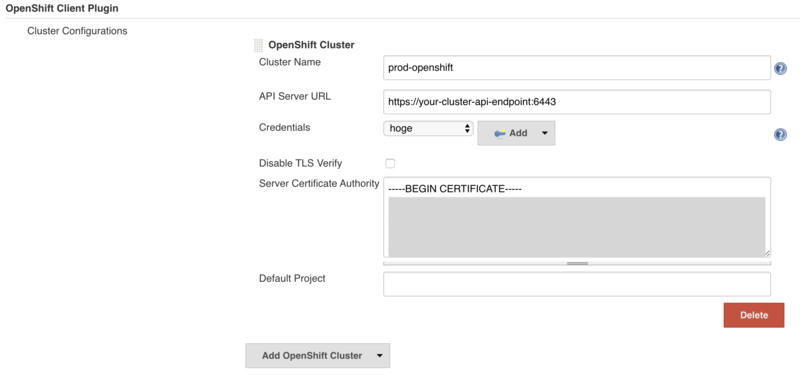 OpenShift Client Plugin
Cluster Configurations
OpenShift Cluster
Cluster Name
prod-openshift
?
API Server URL
https://your-cluster-api-endpoint:6443
Credentials
hoge
Add
?
Disable TLS Verify
Server Certificate Authority
-----BEGIN CERTIFICATE-----
Default Project
Delete
Add OpenShift Cluster